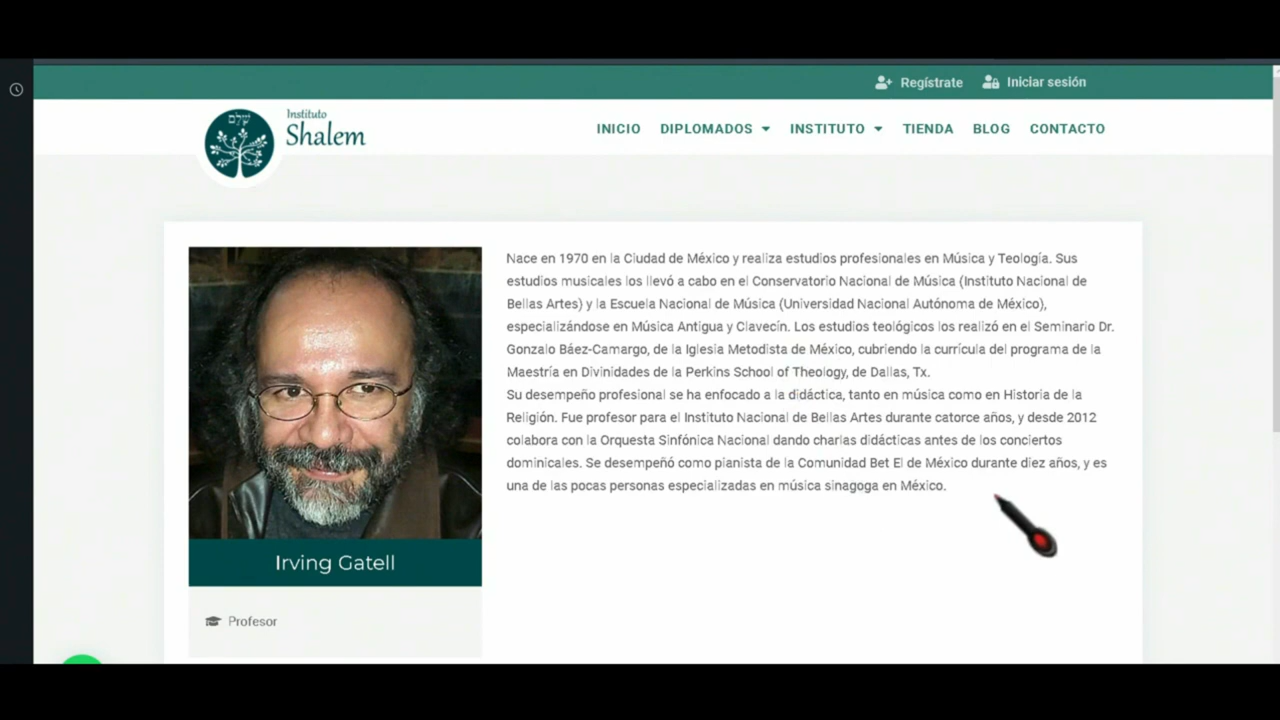 Regístrate
Iniciar sesión
שלם
Instituto
Shalem
INICIO
DIPLOMADOS
INSTITUTO
TIENDA
BLOG
CONTACTO
Nace en 1970 en la Ciudad de México y realiza estudios profesionales en Música y Teología. Sus
estudios musicales los llevó a cabo en el Conservatorio Nacional de Música (Instituto Nacional de
Bellas Artes) y la Escuela Nacional de Música (Universidad Nacional Autónoma de México),
especializándose en Música Antigua y Clavecín. Los estudios teológicos los realizó en el Seminario Dr.
Gonzalo Báez-Camargo, de la Iglesia Metodista de México, cubriendo la currícula del programa de la
Maestría en Divinidades de la Perkins School of Theology, de Dallas, Tx.
Su desempeño profesional se ha enfocado a la didáctica, tanto en música como en Historia de la
Religión. Fue profesor para el Instituto Nacional de Bellas Artes durante catorce años, y desde 2012
colabora con la Orquesta Sinfónica Nacional dando charlas didácticas antes de los conciertos
dominicales. Se desempeñó como pianista de la Comunidad Bet El de México durante diez años, y es
una de las pocas personas especializadas en música sinagoga en México.
Irving Gatell
Profesor